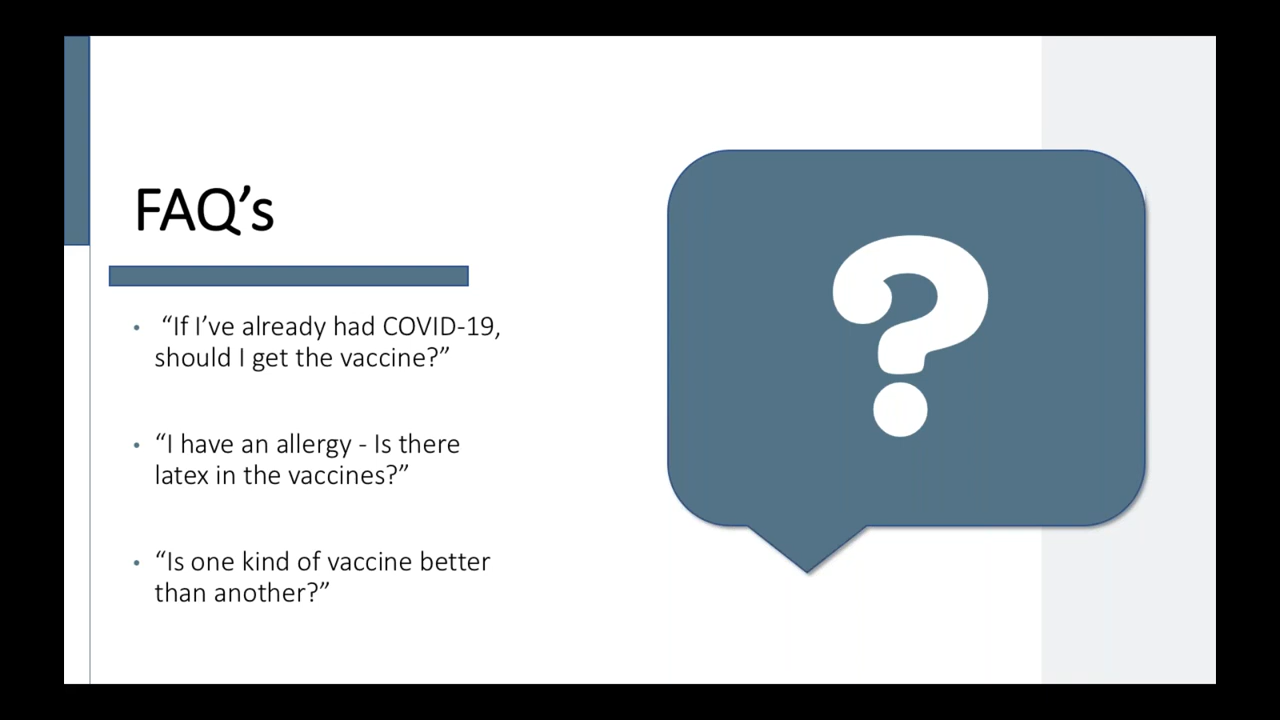 FAQ’s
• “If I’ve already had COVID-19,
should I get the vaccine?”
• “I have an allergy - Is there
latex in the vaccines?”
• “Is one kind of vaccine better
than another?”
?